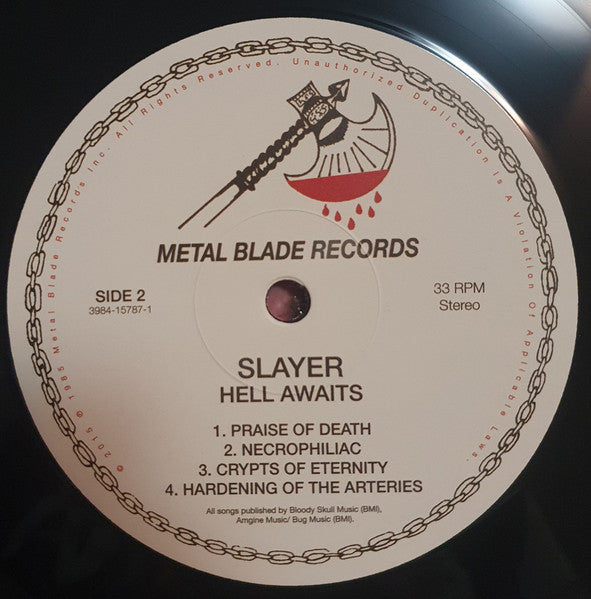 © 2015 ℗ 1985 Metal Blade Records Inc. All Rights Reserved. Unauthorized Duplication Is A Violation Of Applicable Laws.
METAL BLADE RECORDS
SIDE 2
3984-15787-1
33 RPM
Stereo
SLAYER
HELL AWAITS
1. PRAISE OF DEATH
2. NECROPHILIAC
3. CRYPTS OF ETERNITY
4. HARDENING OF THE ARTERIES
All songs published by Bloody Skull Music (BMI),
Amgine Music/ Bug Music (BMI).